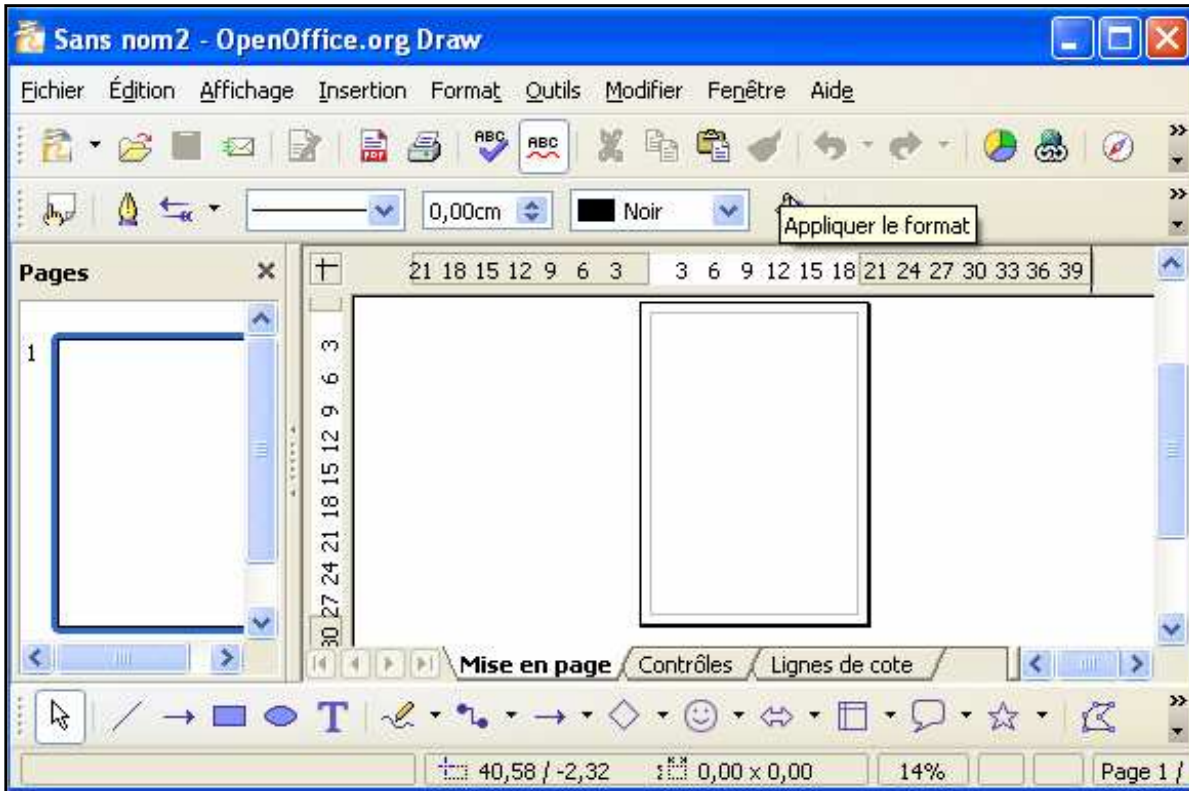 Sans nom2 - OpenOffice.org Draw
Fichier Édition Affichage Insertion Format Outils Modifier Fenêtre Aide
PDF ABC ABC
0,00cm Noir
Appliquer le format
Pages
21 18 15 12 9 6 3 3 6 9 12 15 18 21 24 27 30 33 36 39
1
3 6 9 12 15 18 21 24 27 30
Mise en page Contrôles Lignes de cote
T
40,58 / -2,32 0,00 x 0,00 14% Page 1 /